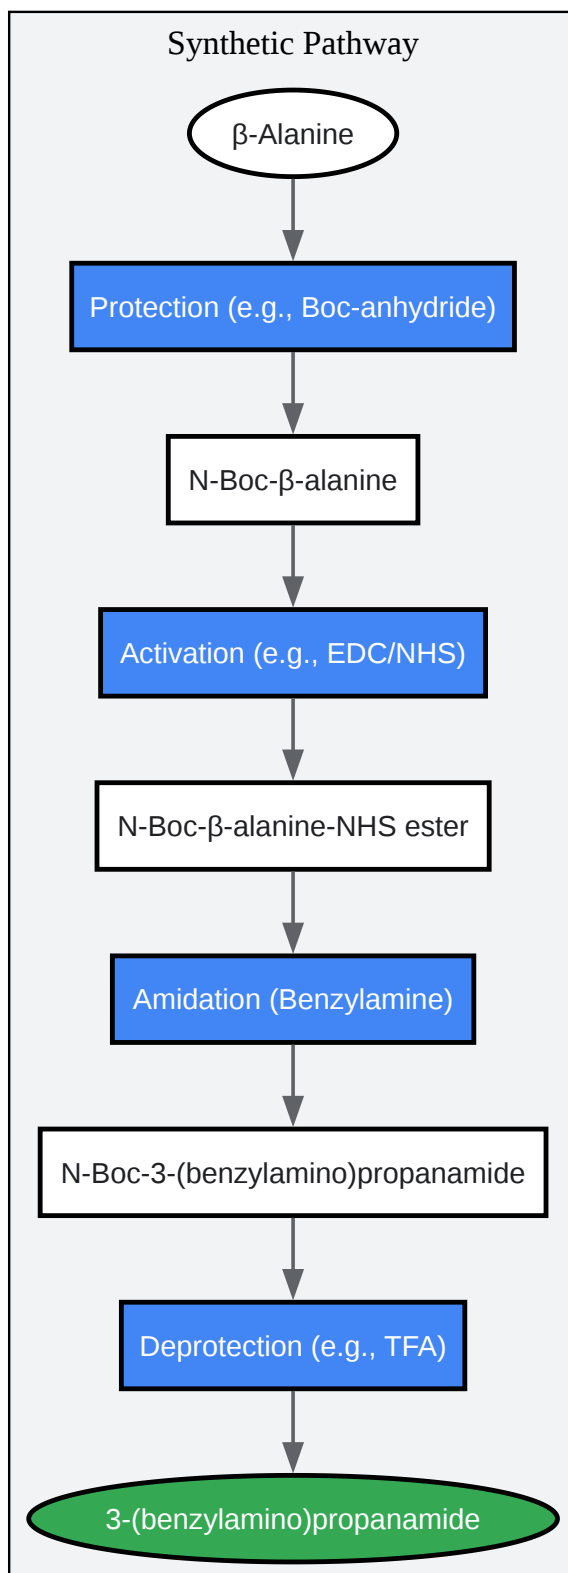 Synthetic Pathway
β-Alanine
Protection (e.g., Boc-anhydride)
N-Boc-β-alanine
Activation (e.g., EDC/NHS)
N-Boc-β-alanine-NHS ester
Amidation (Benzylamine)
N-Boc-3-(benzylamino)propanamide
Deprotection (e.g., TFA)
3-(benzylamino)propanamide